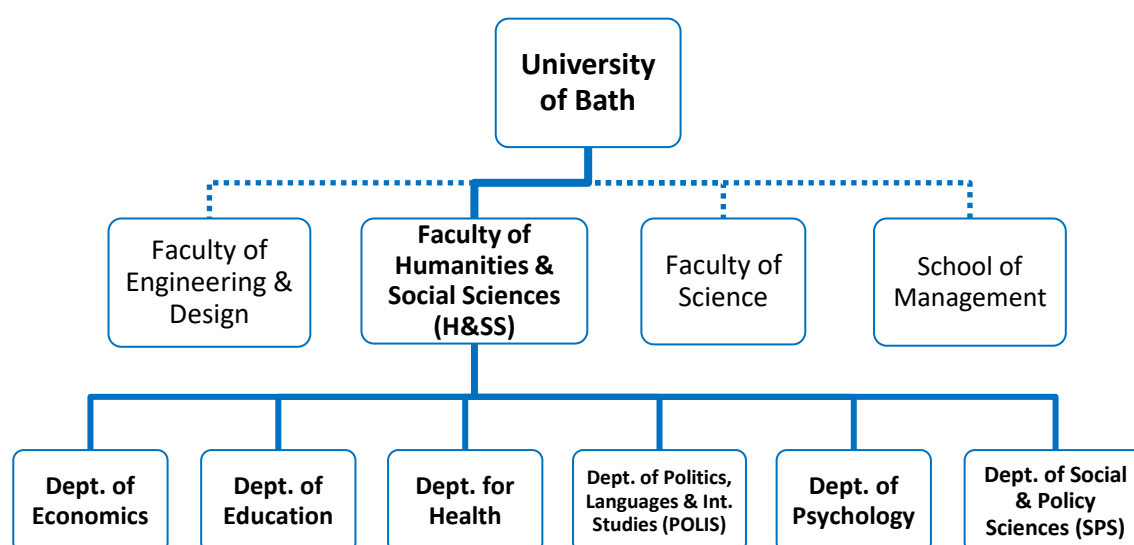 University
of Bath
Faculty of
Engineering &
Design
Faculty of
Humanities &
Social Sciences
(H&SS)
Faculty of
Science
School of
Management
Dept. of
Economics
Dept. of
Education
Dept. for
Health
Dept. of Politics,
Languages & Int.
Studies (POLIS)
Dept. of
Psychology
Dept. of Social
& Policy
Sciences (SPS)